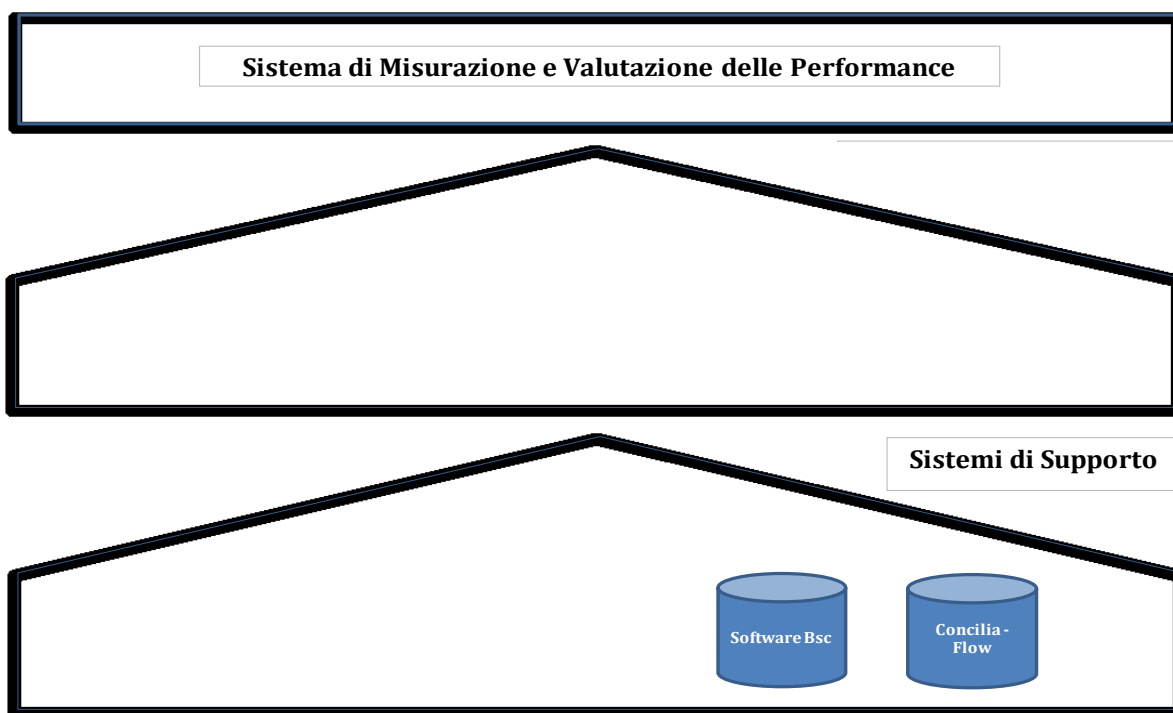 Sistema di Misurazione e Valutazione delle Performance
Sistemi di Supporto
Software Bsc
Concilia -
Flow